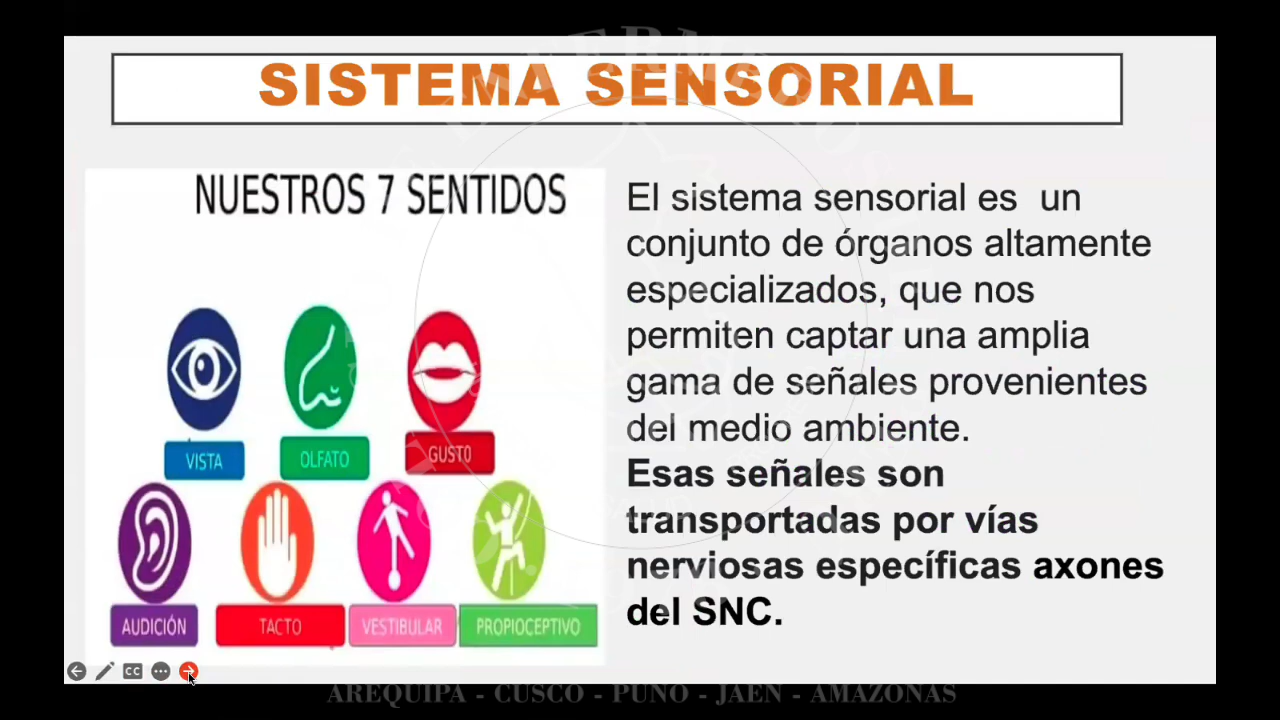 SISTEMA SENSORIAL
NUESTROS 7 SENTIDOS
VISTA
OLFATO
GUSTO
AUDICIÓN
TACTO
VESTIBULAR
PROPIOCEPTIVO
El sistema sensorial es un
conjunto de órganos altamente
especializados, que nos
permiten captar una amplia
gama de señales provenientes
del medio ambiente.
Esas señales son
transportadas por vías
nerviosas específicas axones
del SNC.
CC
AREQUIPA - CUSCO - PUNO - JAEN - AMAZONAS